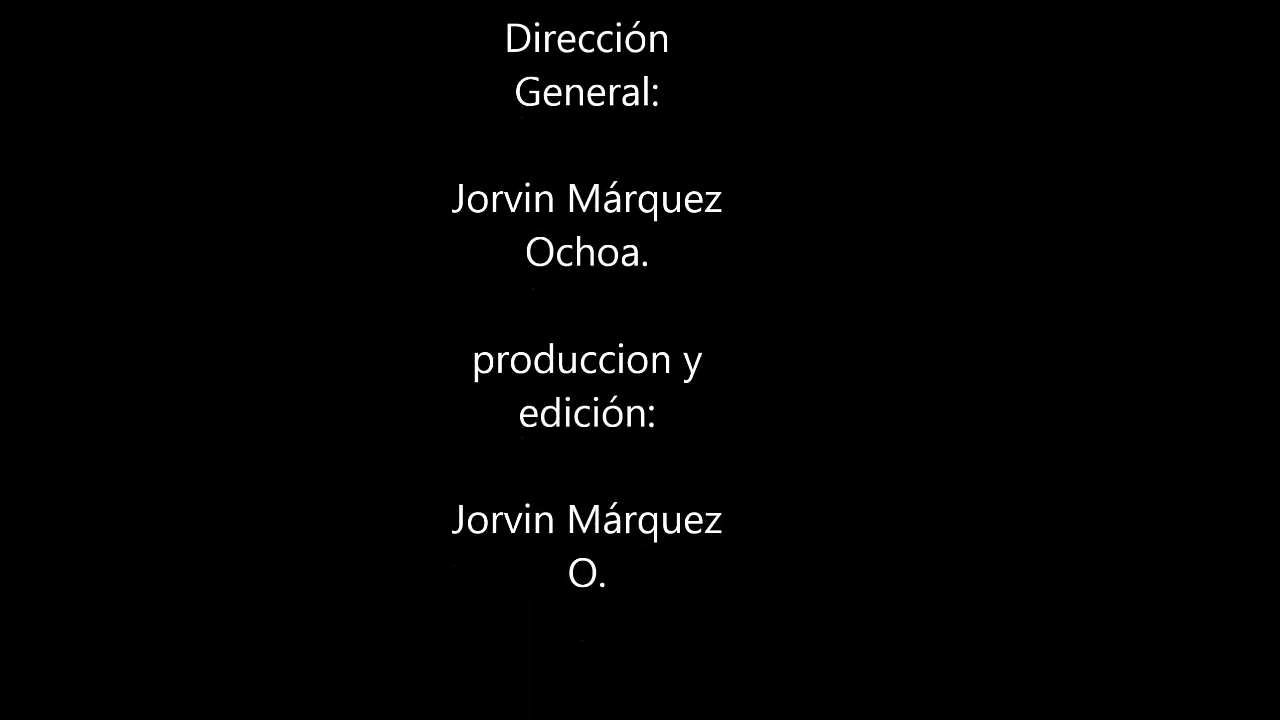 Dirección
General:
Jorvin Márquez
Ochoa.
produccion y
edición:
Jorvin Márquez
O.